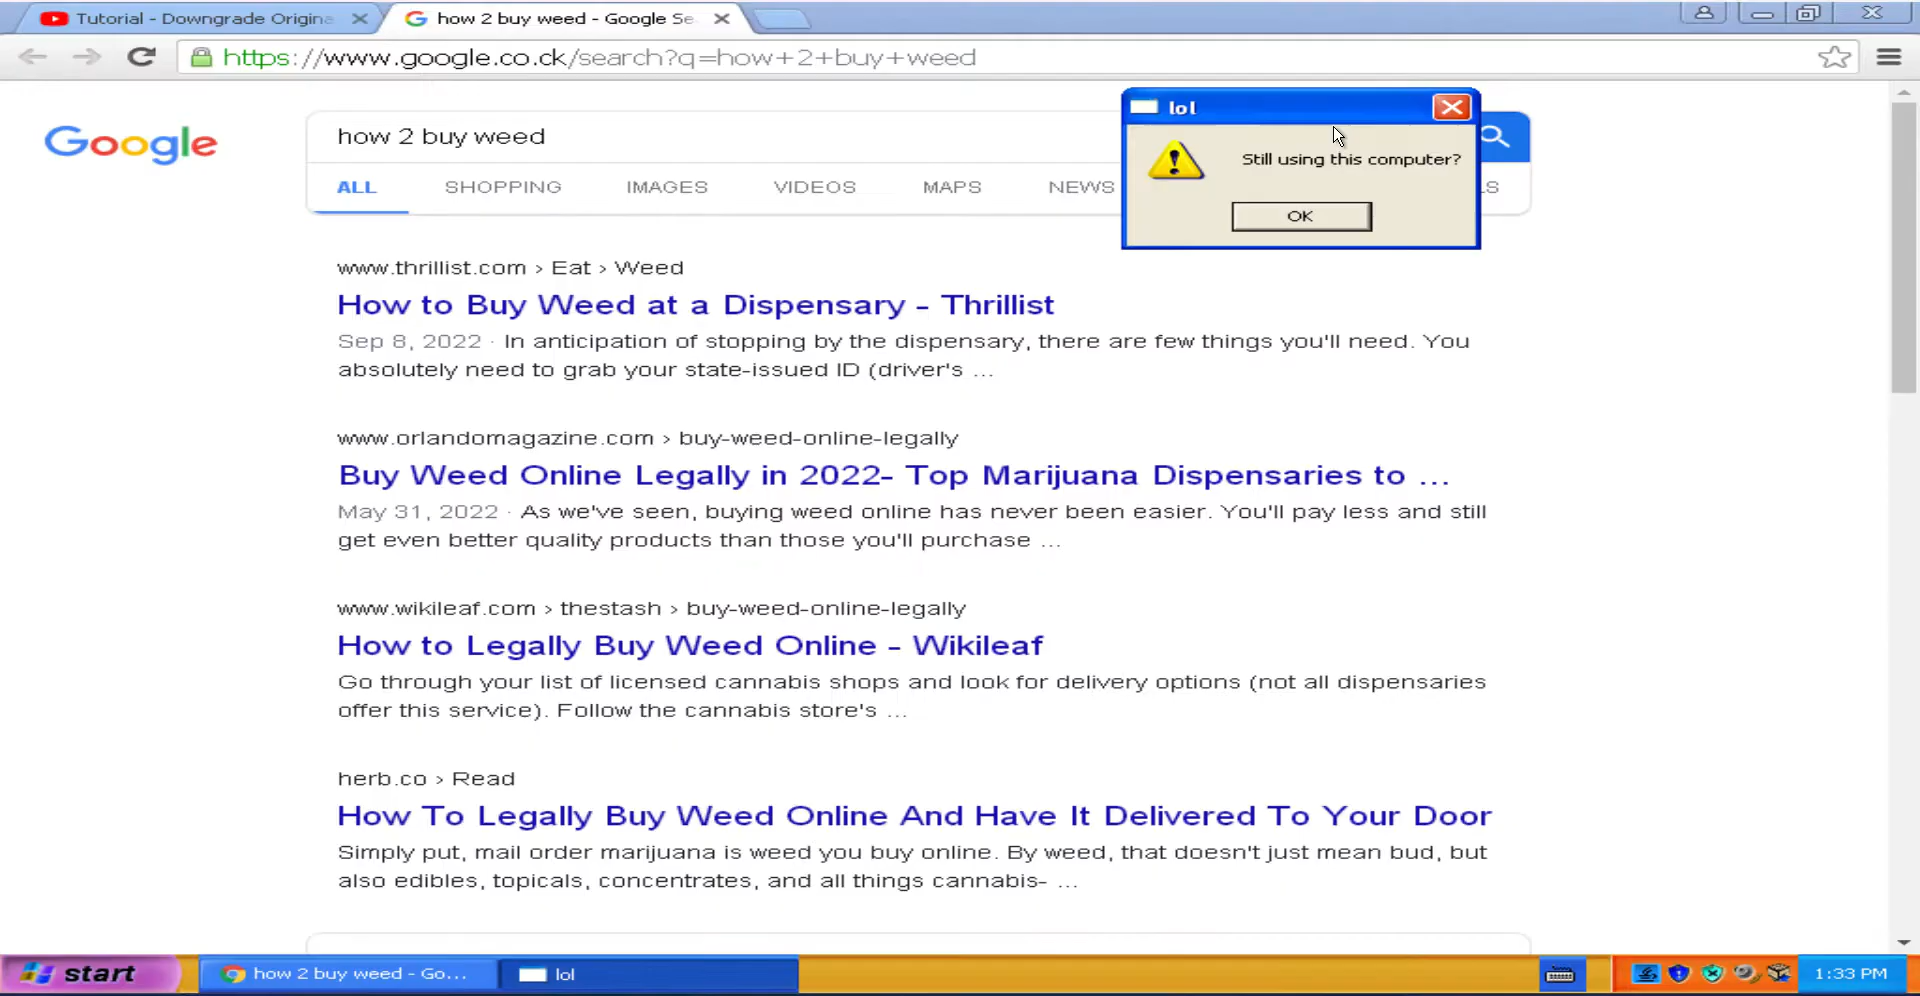 Tutorial - Downgrade Origina
how 2 buy weed - Google Se
https://www.google.co.ck/search?q=how+2+buy+weed
Google
how 2 buy weed
ALL SHOPPING IMAGES VIDEOS MAPS NEWS LS
lol
Still using this computer?
OK
www.thrillist.com › Eat › Weed
How to Buy Weed at a Dispensary - Thrillist
Sep 8, 2022 · In anticipation of stopping by the dispensary, there are few things you'll need. You
absolutely need to grab your state-issued ID (driver's ...
www.orlandomagazine.com › buy-weed-online-legally
Buy Weed Online Legally in 2022- Top Marijuana Dispensaries to ...
May 31, 2022 · As we've seen, buying weed online has never been easier. You'll pay less and still
get even better quality products than those you'll purchase ...
www.wikileaf.com › thestash › buy-weed-online-legally
How to Legally Buy Weed Online - Wikileaf
Go through your list of licensed cannabis shops and look for delivery options (not all dispensaries
offer this service). Follow the cannabis store's ...
herb.co › Read
How To Legally Buy Weed Online And Have It Delivered To Your Door
Simply put, mail order marijuana is weed you buy online. By weed, that doesn't just mean bud, but
also edibles, topicals, concentrates, and all things cannabis- ...
start
how 2 buy weed - Go...
lol
1:33 PM